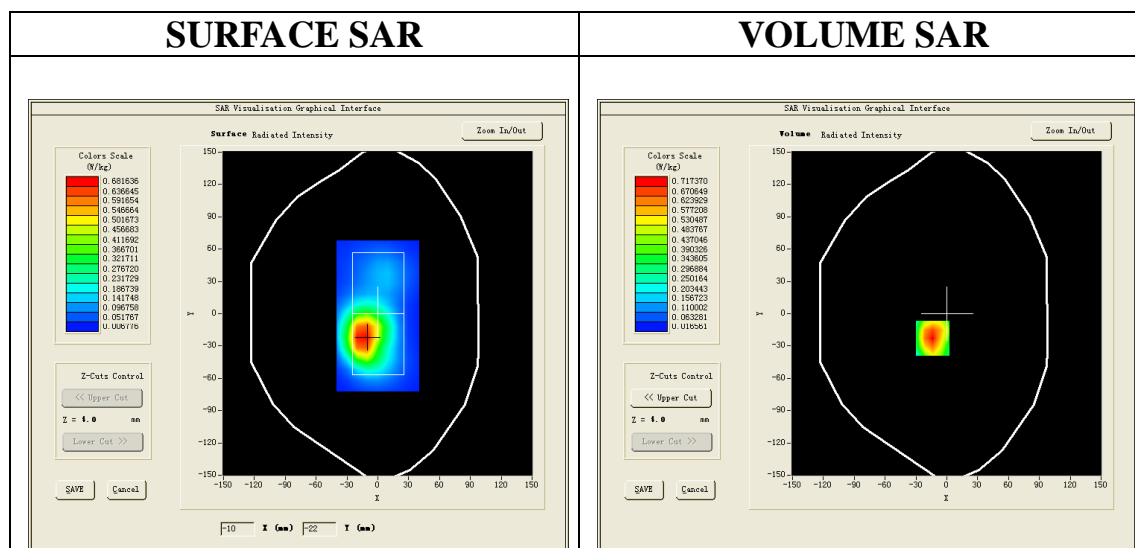 SURFACE SAR
VOLUME SAR
SAR Visualisation Graphical Interface
Surface Radiated Intensity
Zoom In/Out
Colors Scale
(W/kg)
0.681636
0.636645
0.591654
0.546664
0.501673
0.456683
0.411692
0.366701
0.321711
0.276720
0.231729
0.186739
0.141748
0.096758
0.051767
0.006776
Z-Cuts Control
<< Upper Cut
Z = 4.0 mm
Lower Cut >>
SAVE Cancel
150
120
90
60
30
0
-30
-60
-90
-120
-150
Y
-150 -120 -90 -60 -30 0 30 60 90 120 150
X
-10 X (mm) -22 Y (mm)
SAR Visualisation Graphical Interface
Volume Radiated Intensity
Zoom In/Out
Colors Scale
(W/kg)
0.717370
0.670649
0.623929
0.577208
0.530487
0.483767
0.437046
0.390326
0.343605
0.296884
0.250164
0.203443
0.156723
0.110002
0.063281
0.016561
Z-Cuts Control
<< Upper Cut
Z = 4.0 mm
Lower Cut >>
SAVE Cancel
150
120
90
60
30
0
-30
-60
-90
-120
-150
Y
-150 -120 -90 -60 -30 0 30 60 90 120 150
X